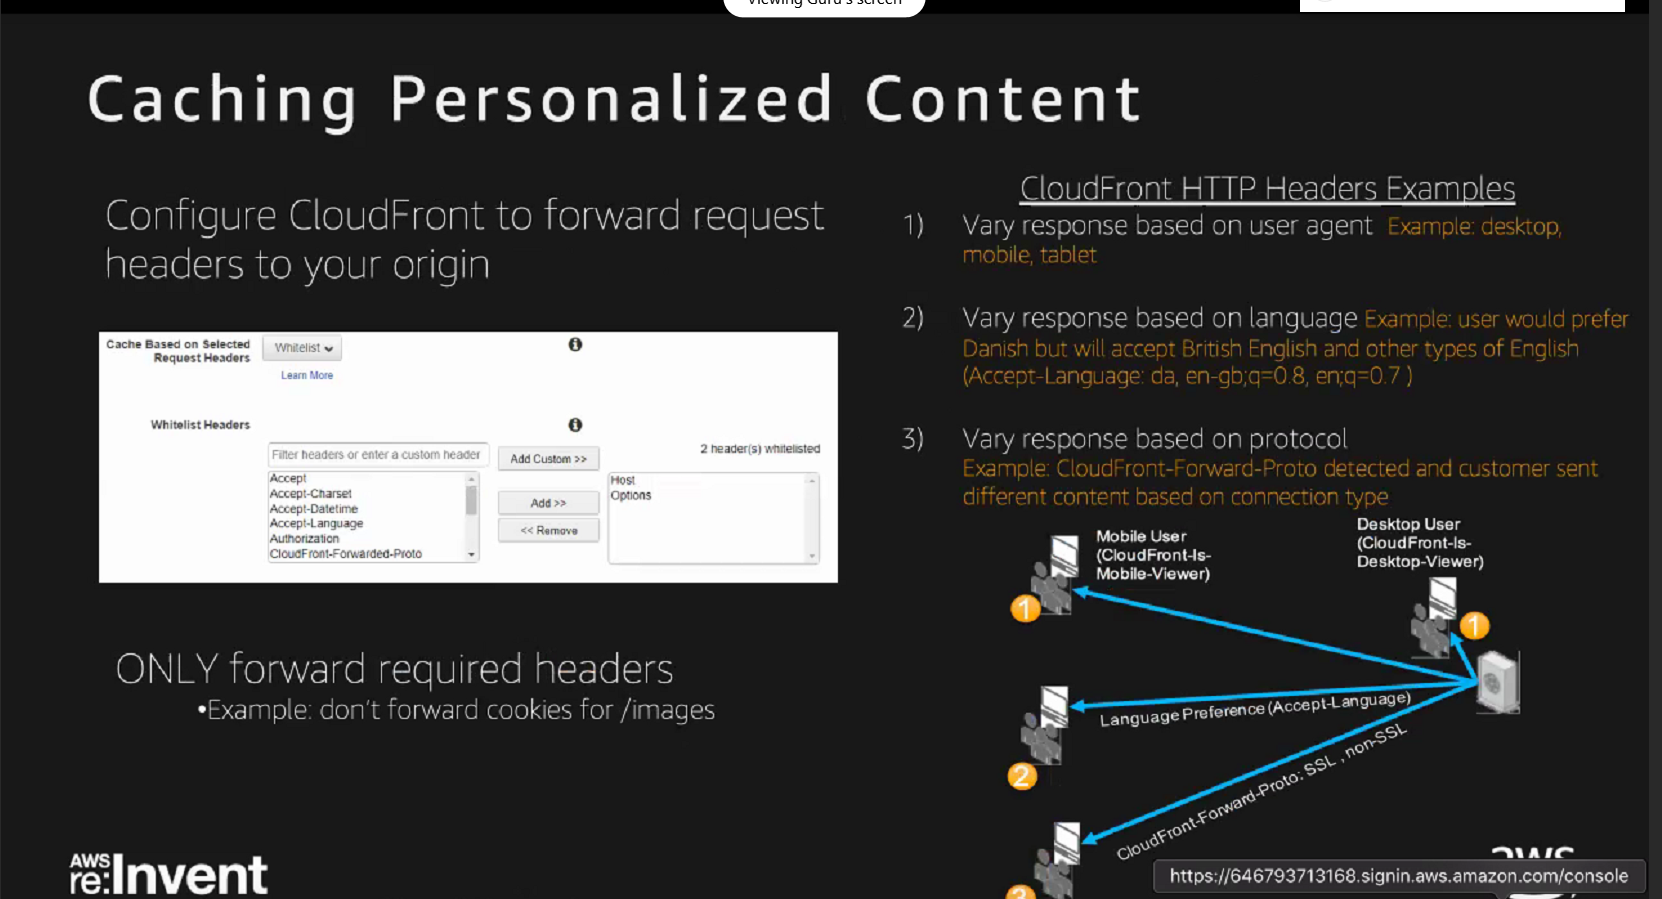 Viewing Guru's screen
Caching Personalized Content
Configure CloudFront to forward request
headers to your origin
Cache Based on Selected
Request Headers
Whitelist
Learn More
Whitelist Headers
Filter headers or enter a custom header
Accept
Accept-Charset
Accept-Datetime
Accept-Language
Authorization
CloudFront-Forwarded-Proto
Add Custom >>
Add >>
<< Remove
2 header(s) whitelisted
Host
Options
ONLY forward required headers
•Example: don't forward cookies for /images
CloudFront HTTP Headers Examples
1) Vary response based on user agent Example: desktop,
mobile, tablet
2) Vary response based on language Example: user would prefer
Danish but will accept British English and other types of English
(Accept-Language: da, en-gb;q=0.8, en;q=0.7 )
3) Vary response based on protocol
Example: CloudFront-Forward-Proto detected and customer sent
different content based on connection type
Mobile User
(CloudFront-Is-
Mobile-Viewer)
Desktop User
(CloudFront-Is-
Desktop-Viewer)
1
1
Language Preference (Accept-Language)
2
CloudFront-Forward-Proto: SSL , non-SSL
3
AWS
re:Invent
aws
https://646793713168.signin.aws.amazon.com/console